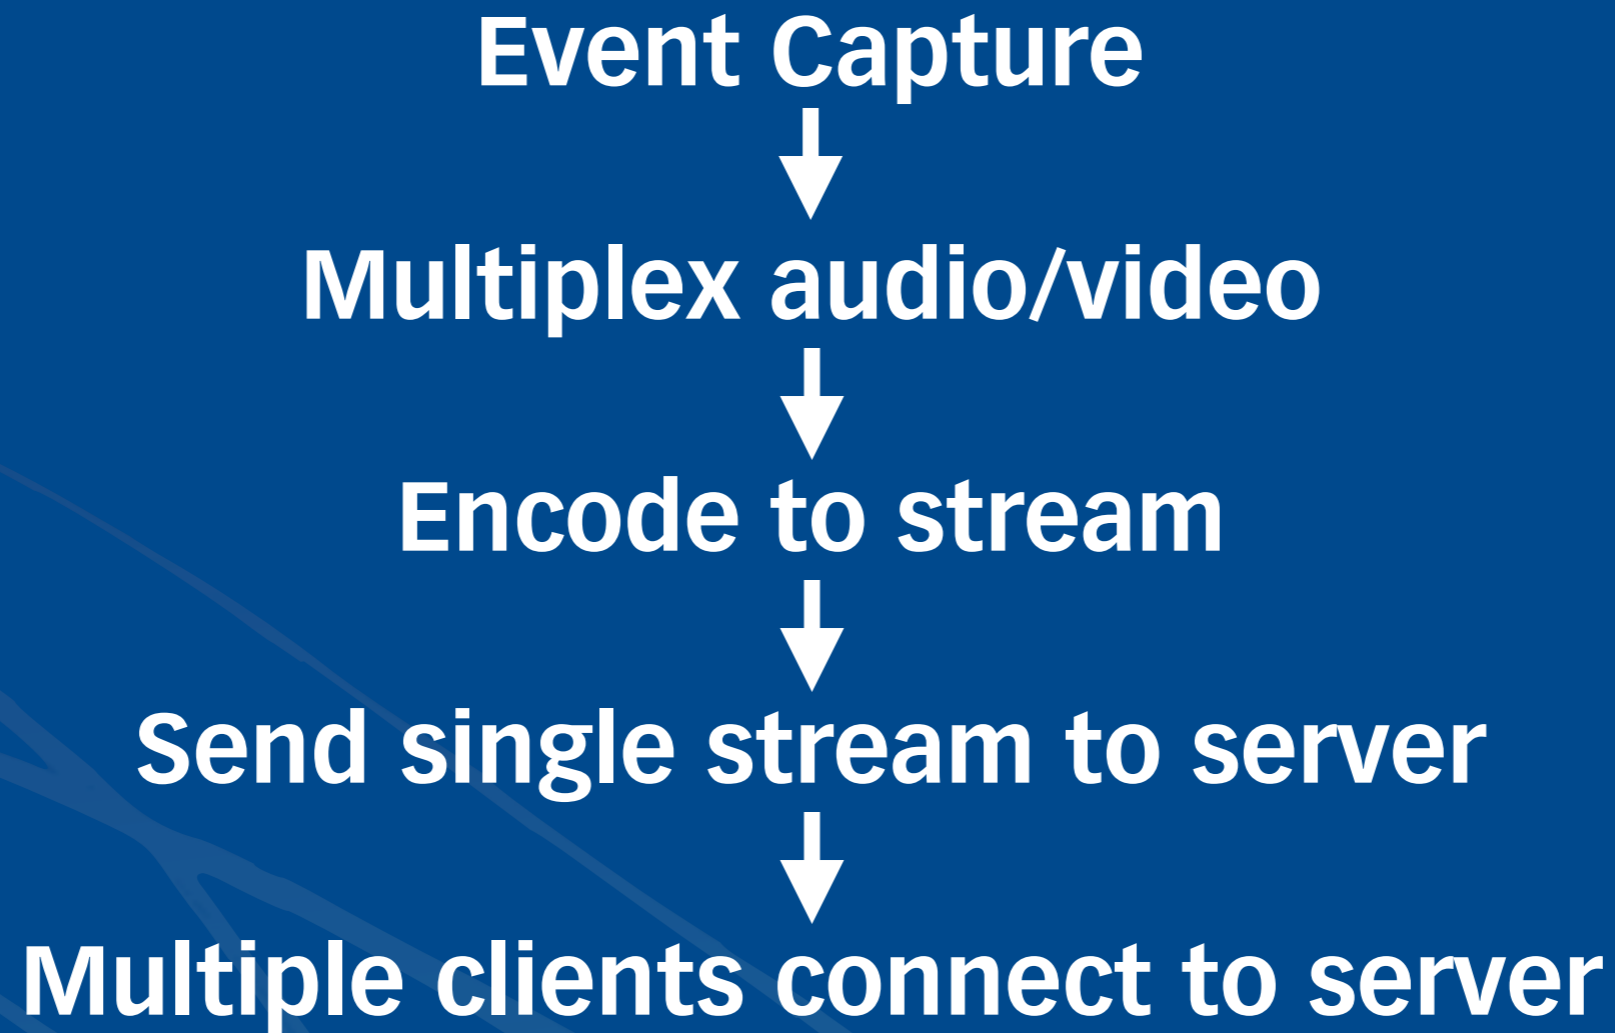 Event Capture
Multiplex audio/video
Encode to stream
Send single stream to server
Multiple clients connect to server